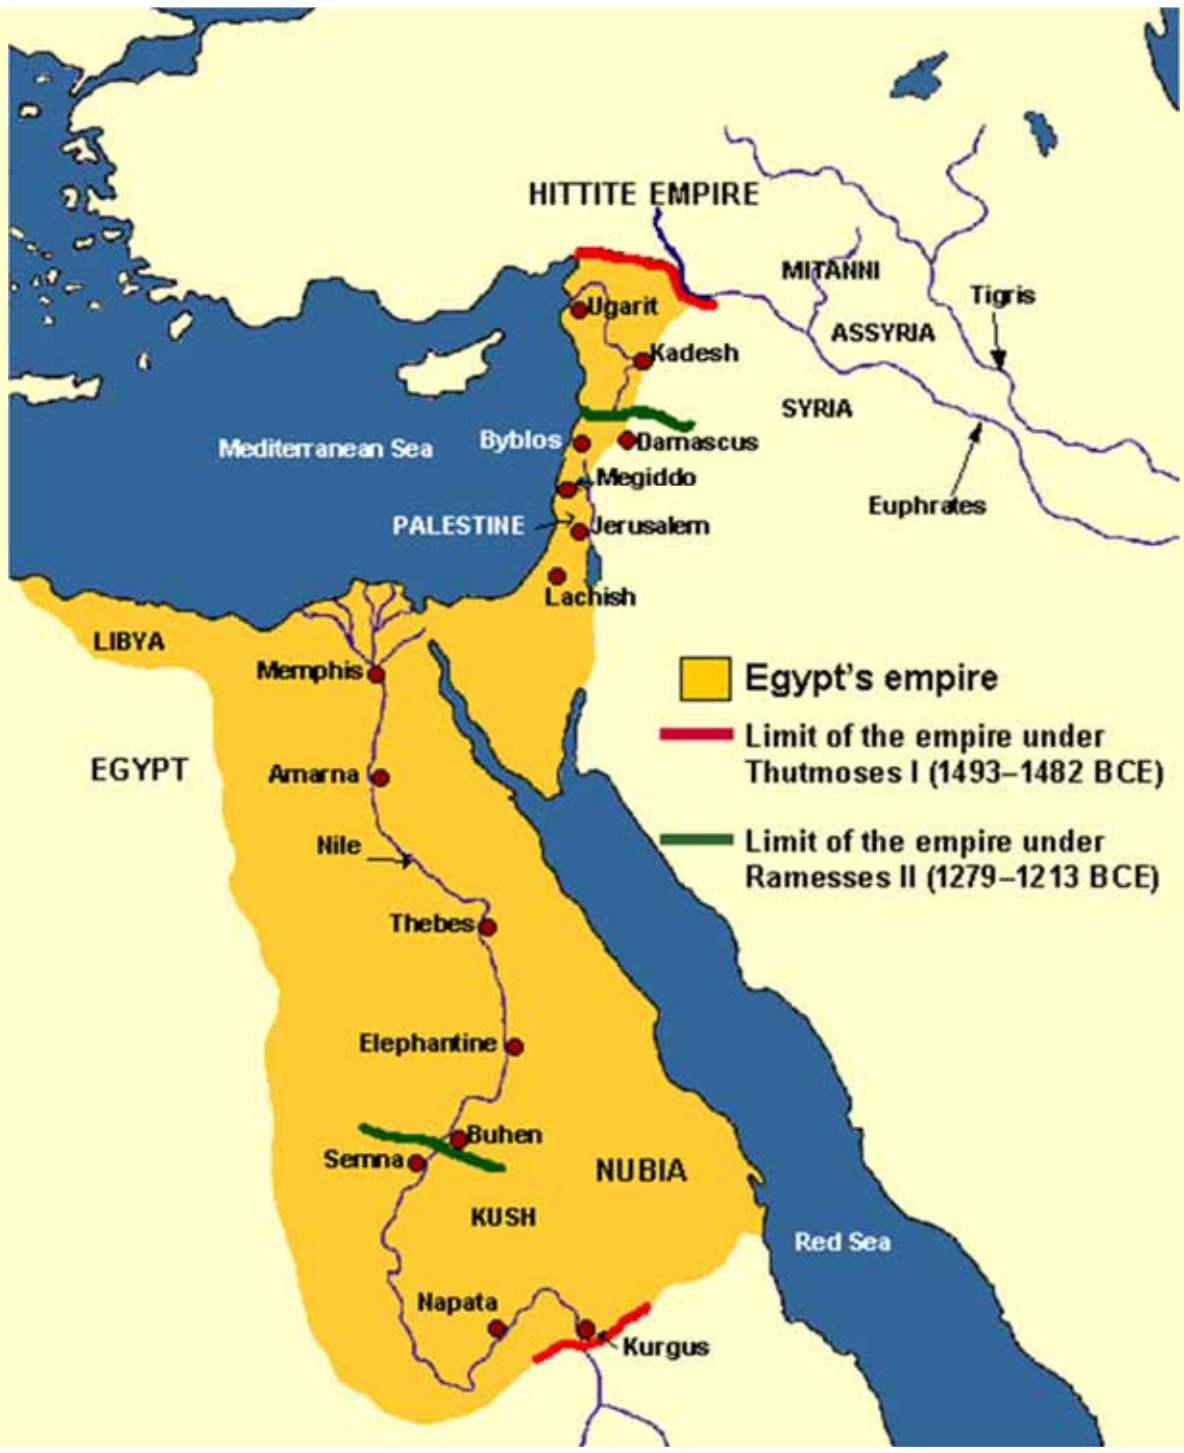 HITTITE EMPIRE
MITANNI
Tigris
Ugarit
ASSYRIA
Kadesh
SYRIA
Mediterranean Sea
Byblos
Damascus
Megiddo
Euphrates
PALESTINE
Jerusalem
Lachish
LIBYA
Memphis
Egypt's empire
Limit of the empire under
Thutmoses I (1493–1482 BCE)
EGYPT
Amarna
Nile
Limit of the empire under
Ramesses II (1279–1213 BCE)
Thebes
Elephantine
Buhen
Semna
NUBIA
KUSH
Red Sea
Napata
Kurgus